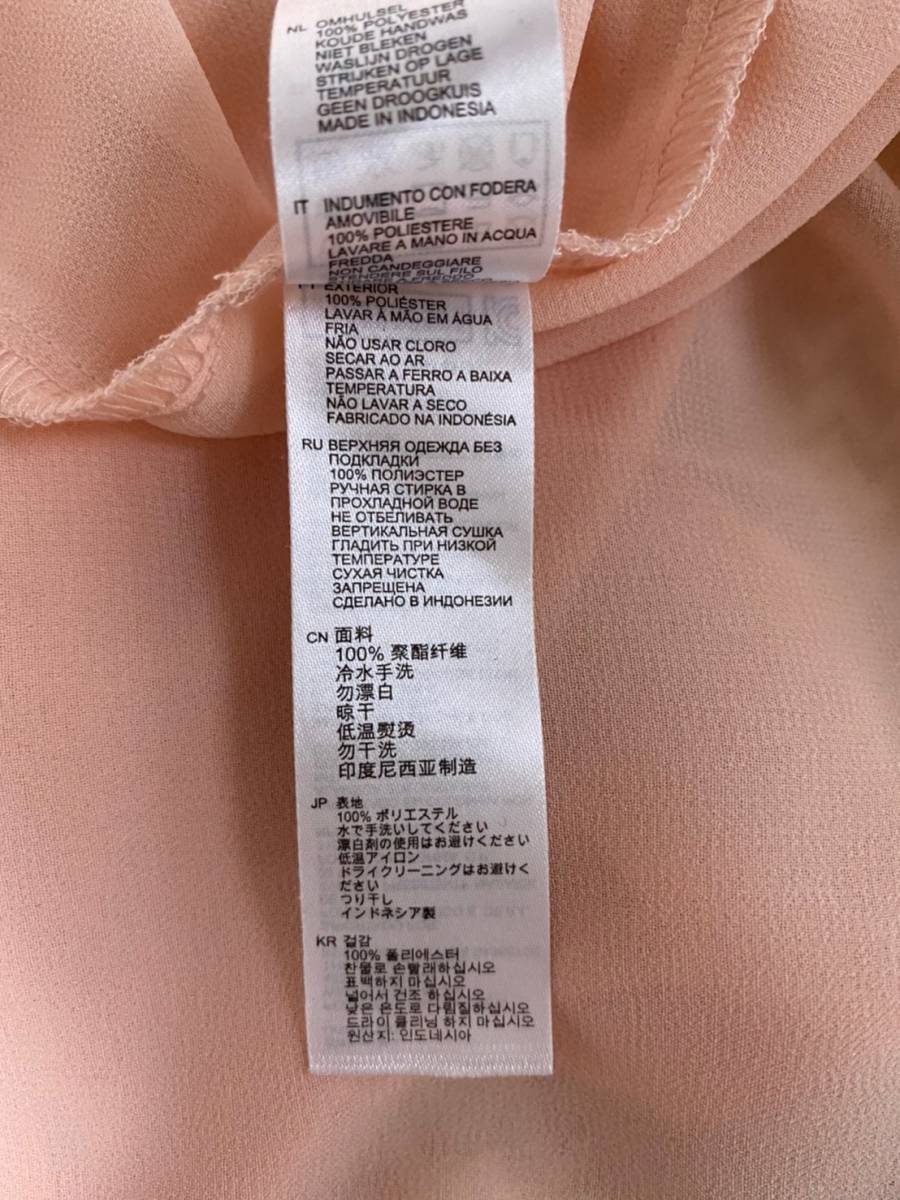 NL OMHULSEL
100% POLYESTER
KOUDE HANDWAS
NIET BLEKEN
WASLIJN DROGEN
STRIJKEN OP LAGE
TEMPERATUUR
GEEN DROOGKUIS
MADE IN INDONESIA
IT INDUMENTO CON FODERA
AMOVIBILE
100% POLIESTERE
LAVARE A MANO IN ACQUA
FREDDA
NON CANDEGGIARE
STENDERE SUL FILO
EXTERIOR
100% POLIÉSTER
LAVAR À MÃO EM ÁGUA
FRIA
NÃO USAR CLORO
SECAR AO AR
PASSAR A FERRO A BAIXA
TEMPERATURA
NÃO LAVAR A SECO
FABRICADO NA INDONÉSIA
RU ВЕРХНЯЯ ОДЕЖДА БЕЗ
ПОДКЛАДКИ
100% ПОЛИЭСТЕР
РУЧНАЯ СТИРКА В
ПРОХЛАДНОЙ ВОДЕ
НЕ ОТБЕЛИВАТЬ
ВЕРТИКАЛЬНАЯ СУШКА
ГЛАДИТЬ ПРИ НИЗКОЙ
ТЕМПЕРАТУРЕ
СУХАЯ ЧИСТКА
ЗАПРЕЩЕНА
СДЕЛАНО В ИНДОНЕЗИИ
CN 面料
100% 聚酯纤维
冷水手洗
勿漂白
晾干
低温熨烫
勿干洗
印度尼西亚制造
JP 表地
100% ポリエステル
水で手洗いしてください
漂白剤の使用はお避けください
低温アイロン
ドライクリーニングはお避けく
ださい
つり干し
インドネシア製
KR 겉감
100% 폴리에스터
찬물로 손빨래하십시오
표백하지 마십시오
널어서 건조 하십시오
낮은 온도로 다림질하십시오
드라이 클리닝 하지 마십시오
원산지: 인도네시아